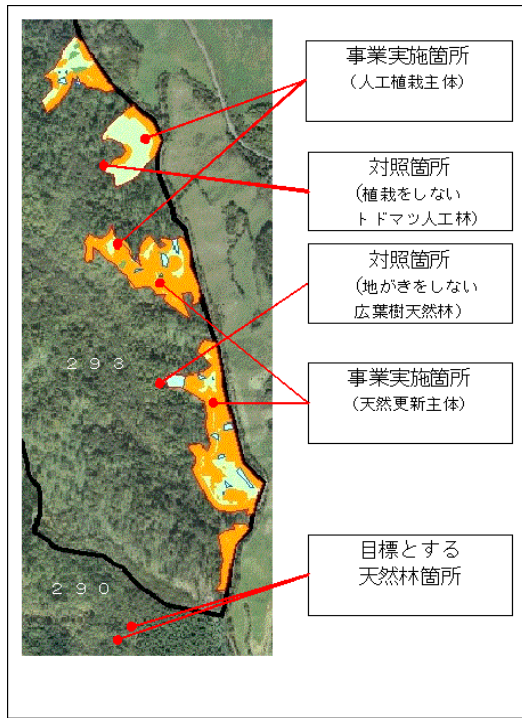 事業実施箇所
(人工植栽主体)
対照箇所
(植栽をしない
トドマツ人工林)
対照箇所
(地がきをしない
広葉樹天然林)
293
事業実施箇所
(天然更新主体)
目標とする
天然林箇所
290